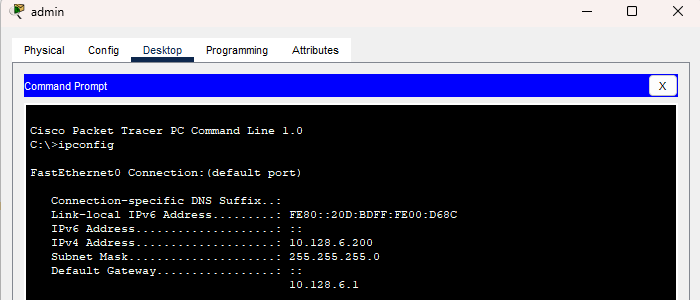 admin
Physical Config Desktop Programming Attributes
Command Prompt X
Cisco Packet Tracer PC Command Line 1.0
C:\>ipconfig
FastEthernet0 Connection:(default port)
Connection-specific DNS Suffix..:
Link-local IPv6 Address.........: FE80::20D:BDFF:FE00:D68C
IPv6 Address....................: ::
IPv4 Address....................: 10.128.6.200
Subnet Mask.....................: 255.255.255.0
Default Gateway.................: ::
10.128.6.1